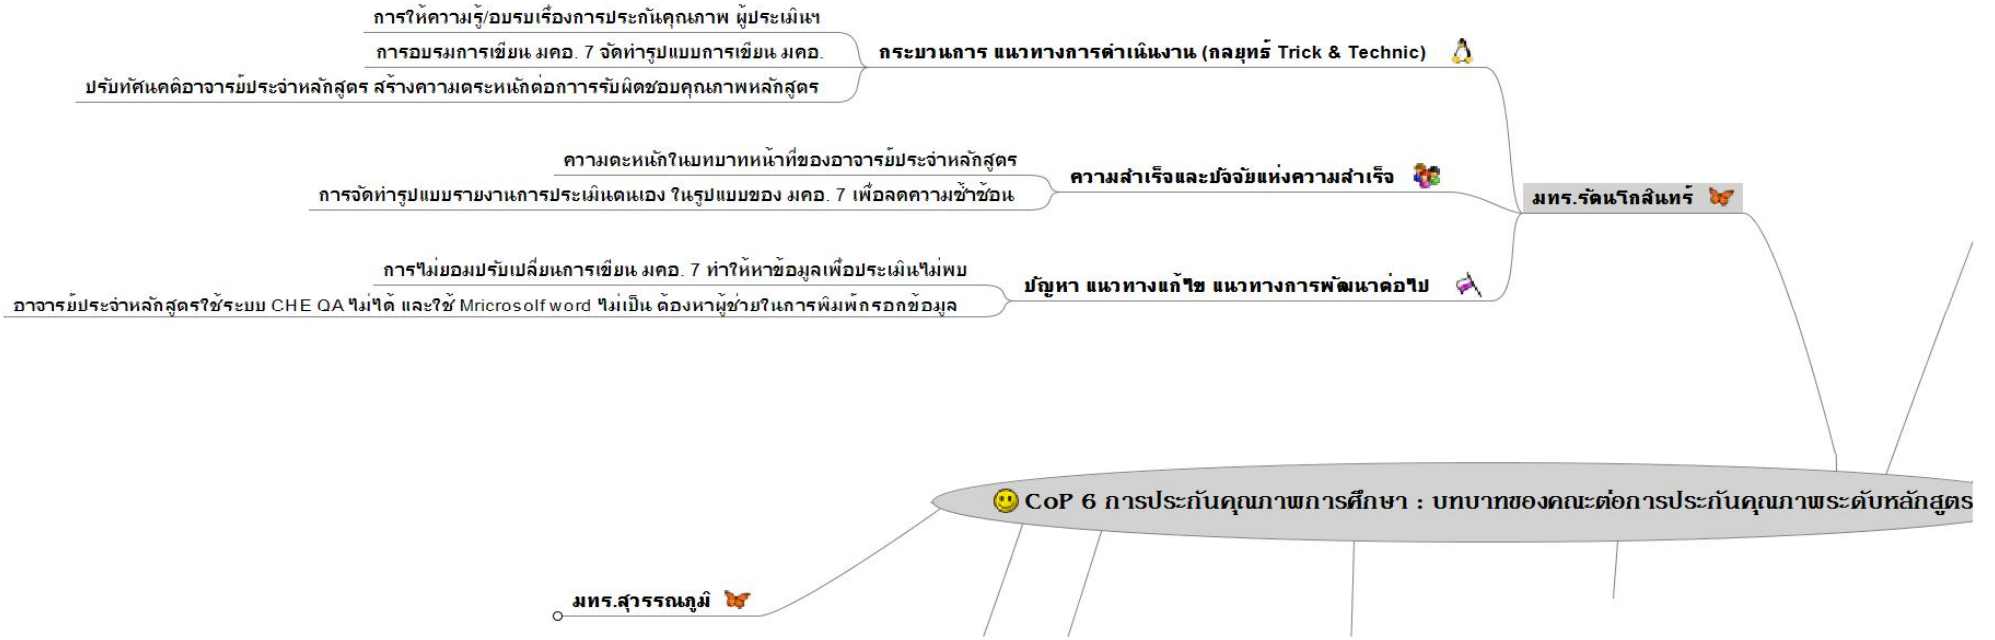 การให้ความรู้/อบรบเรื่องการประกันคุณภาพ ผู้ประเมินฯ
การอบรมการเขียน มคอ. 7 จัดทำรูปแบบการเขียน มคอ.
ปรับทัศนคติอาจารย์ประจำหลักสูตร สร้างความตระหนักต่อการรับผิดชอบคุณภาพหลักสูตร
กระบวนการ แนวทางการดำเนินงาน (กลยุทธ์ Trick & Technic)
ความตะหนักในบทบาทหน้าที่ของอาจารย์ประจำหลักสูตร
การจัดทำรูปแบบรายงานการประเมินตนเอง ในรูปแบบของ มคอ. 7 เพื่อลดความซ้ำซ้อน
ความสำเร็จและปัจจัยแห่งความสำเร็จ
มทร.รัตนโกสินทร์
การไม่ยอมปรับเปลี่ยนการเขียน มคอ. 7 ทำให้หาข้อมูลเพื่อประเมินไม่พบ
อาจารย์ประจำหลักสูตรใช้ระบบ CHE QA ไม่ได้ และใช้ Mricrosolf word ไม่เป็น ต้องหาผู้ช่วยในการพิมพ์กรอกข้อมูล
ปัญหา แนวทางแก้ไข แนวทางการพัฒนาต่อไป
CoP 6 การประกันคุณภาพการศึกษา : บทบาทของคณะต่อการประกันคุณภาพระดับหลักสูตร
มทร.สุวรรณภูมิ